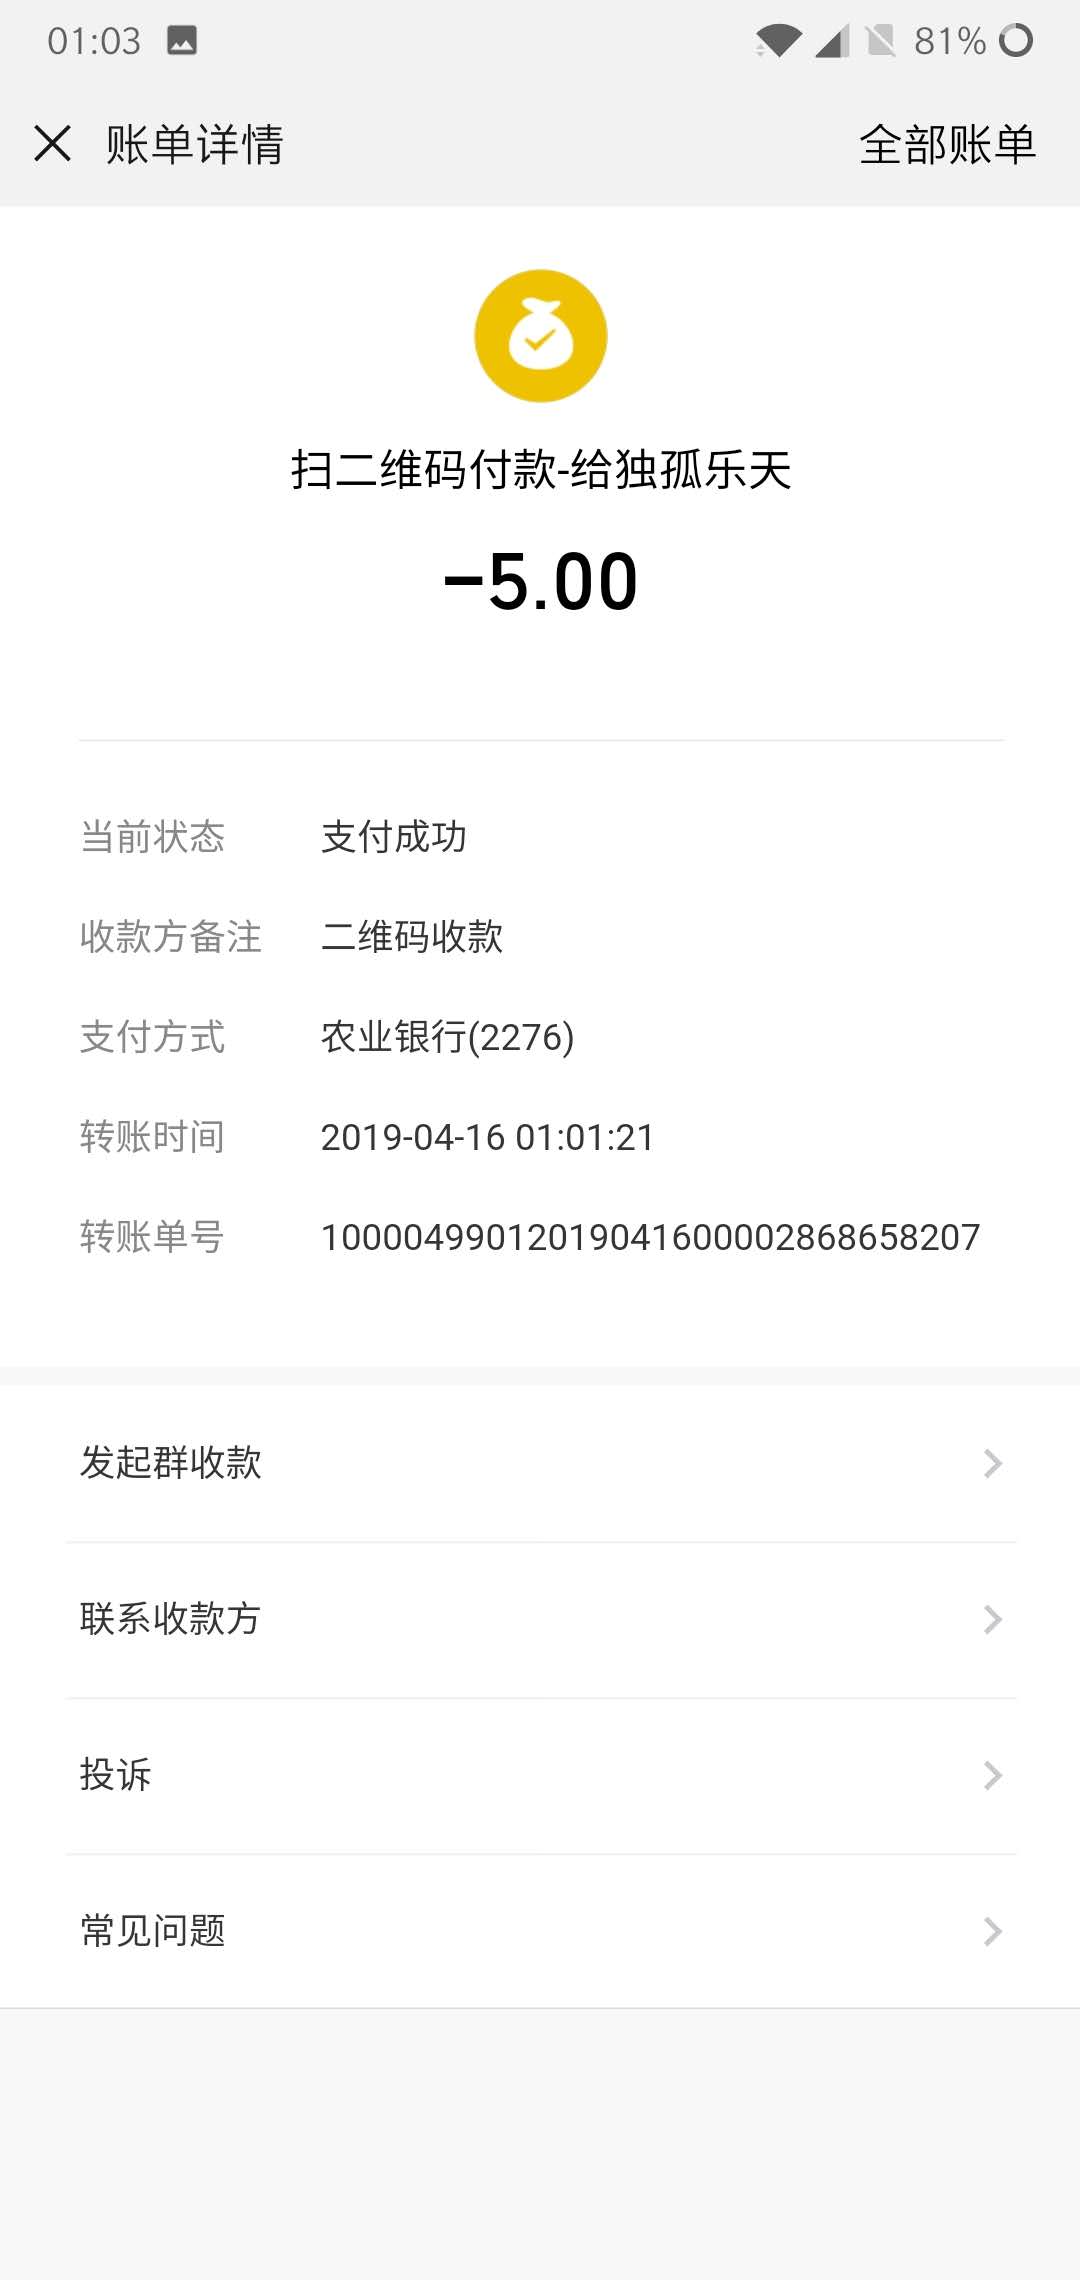 01:03 81%
账单详情 全部账单
扫二维码付款-给独孤乐天
-5.00
当前状态 支付成功
收款方备注 二维码收款
支付方式 农业银行(2276)
转账时间 2019-04-16 01:01:21
转账单号 1000049901201904160000286865 8207
发起群收款
联系收款方
投诉
常见问题